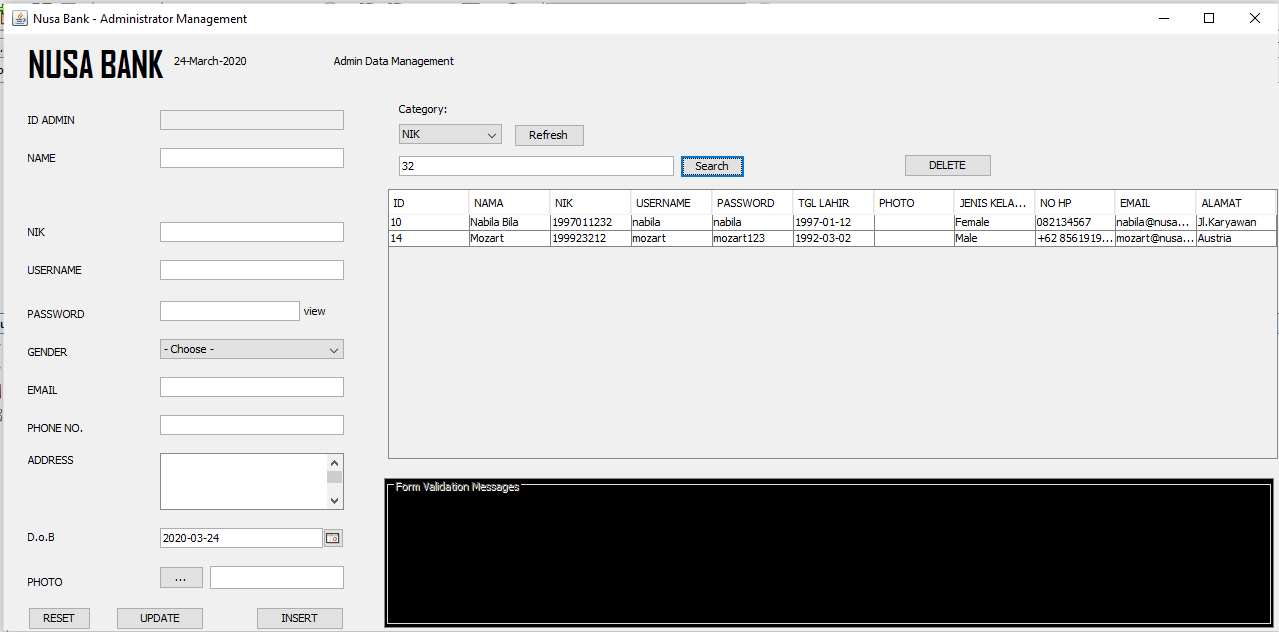 Nusa Bank - Administrator Management
NUSA BANK 24-March-2020 Admin Data Management
ID ADMIN
NAME
NIK
USERNAME
PASSWORD view
GENDER - Choose -
EMAIL
PHONE NO.
ADDRESS
D.o.B 2020-03-24
PHOTO ...
RESET UPDATE INSERT
Category:
NIK Refresh
32 Search DELETE
ID NAMA NIK USERNAME PASSWORD TGL LAHIR PHOTO JENIS KELA... NO HP EMAIL ALAMAT
10 Nabila Bila 1997011232 nabila nabila 1997-01-12 Female 082134567 nabila@nusa... Jl.Karyawan
14 Mozart 199923212 mozart mozart123 1992-03-02 Male +62 8561919... mozart@nusa... Austria
Form Validation Messages